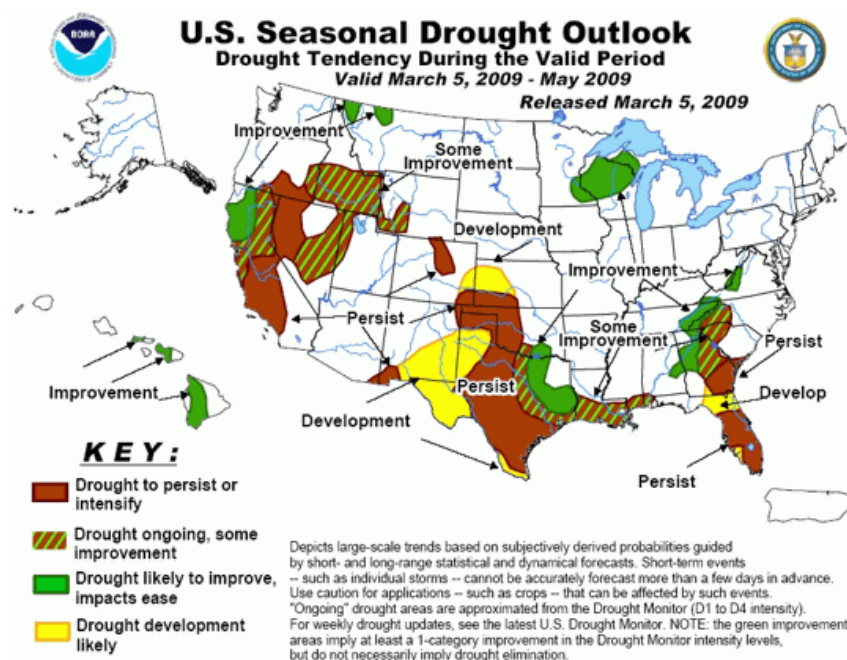 NOAA
U.S. Seasonal Drought Outlook
Drought Tendency During the Valid Period
Valid March 5, 2009 - May 2009
Released March 5, 2009
Improvement
Some
Improvement
Development
Improvement
Persist
Some
Improvement
Persist
Persist
Improvement
Development
Develop
Persist
KEY:
Drought to persist or
intensify
Drought ongoing, some
improvement
Drought likely to improve,
impacts ease
Drought development
likely
Depicts large-scale trends based on subjectively derived probabilities guided
by short- and long-range statistical and dynamical forecasts. Short-term events
-- such as individual storms -- cannot be accurately forecast more than a few days in advance.
Use caution for applications -- such as crops -- that can be affected by such events.
"Ongoing" drought areas are approximated from the Drought Monitor (D1 to D4 intensity).
For weekly drought updates, see the latest U.S. Drought Monitor. NOTE: the green improvement
areas imply at least a 1-category improvement in the Drought Monitor intensity levels,
but do not necessarily imply drought elimination.